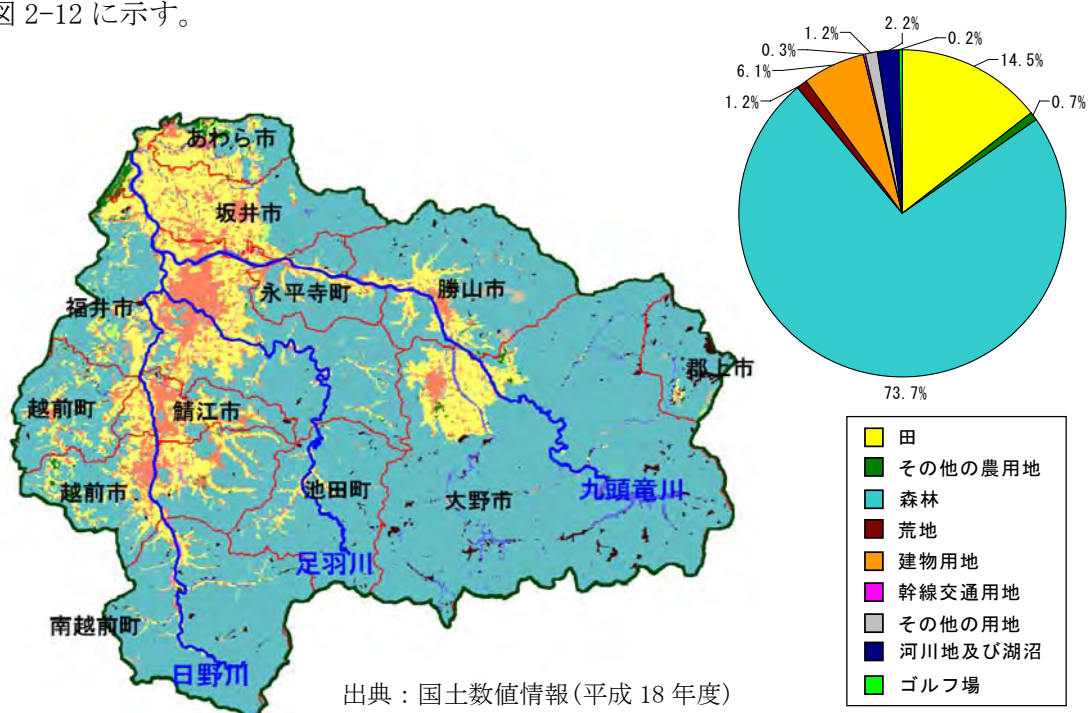 図 2-12 に示す。
あわら市
坂井市
永平寺町
勝山市
福井市
郡上市
越前町
鯖江市
越前市
池田町
大野市
九頭竜川
足羽川
南越前町
日野川
出典:国土数値情報(平成 18 年度)
14.5%
0.7%
73.7%
1.2%
6.1%
0.3%
1.2%
2.2%
0.2%
田
その他の農用地
森林
荒地
建物用地
幹線交通用地
その他の用地
河川地及び湖沼
ゴルフ場